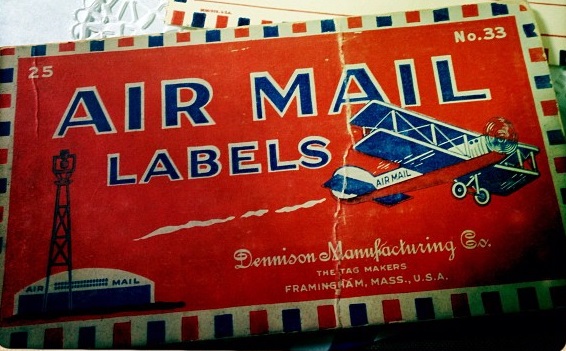 25
No.33
AIR MAIL
LABELS
AIR MAIL
Dennison Manufacturing Co.
THE TAG MAKERS
FRAMINGHAM, MASS., U.S.A.
AIR MAIL